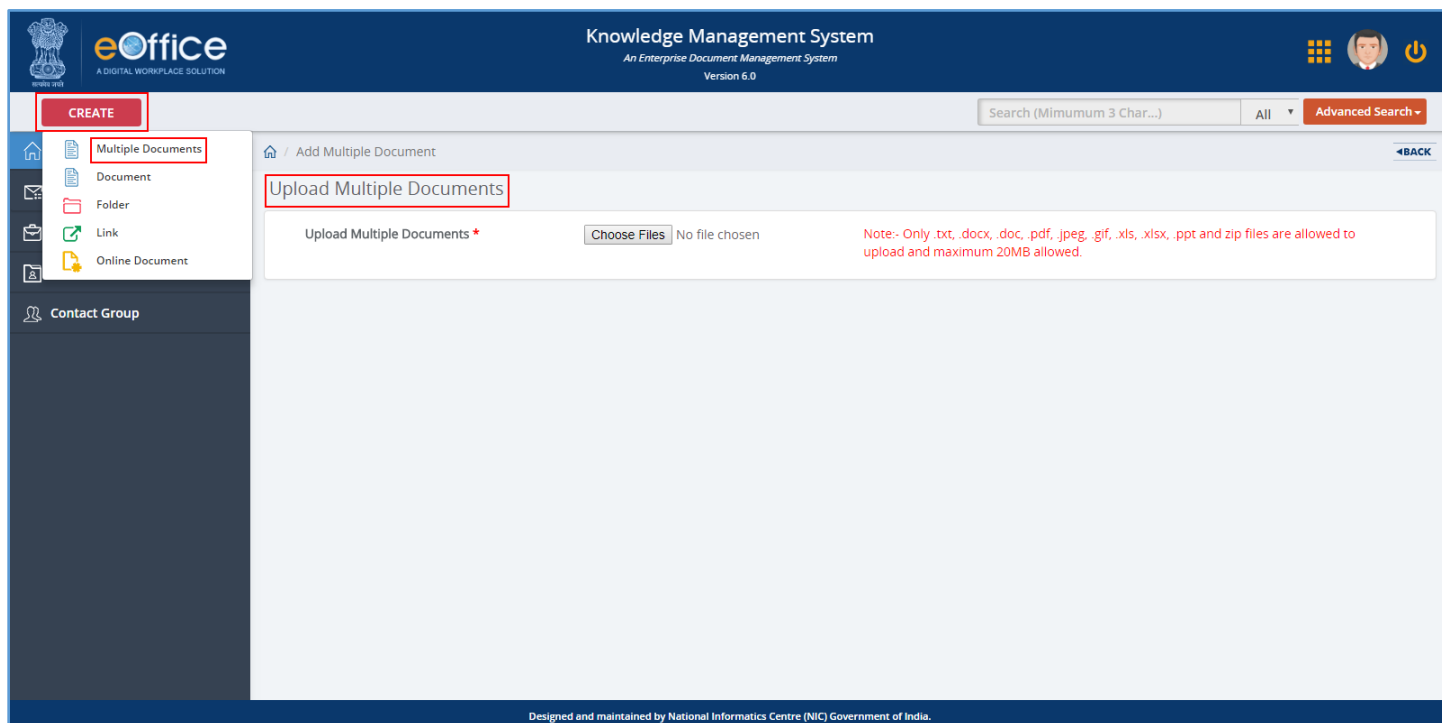 eOffice
A DIGITAL WORKPLACE SOLUTION
सत्यमेव जयते
Knowledge Management System
An Enterprise Document Management System
Version 6.0
CREATE
Search (Mimumum 3 Char...)
All
Advanced Search
Multiple Documents
Document
Folder
Link
Online Document
Contact Group
/ Add Multiple Document
BACK
Upload Multiple Documents
Upload Multiple Documents *
Choose Files No file chosen
Note:- Only .txt, .docx, .doc, .pdf, .jpeg, .gif, .xls, .xlsx, .ppt and zip files are allowed to
upload and maximum 20MB allowed.
Designed and maintained by National Informatics Centre (NIC) Government of India.